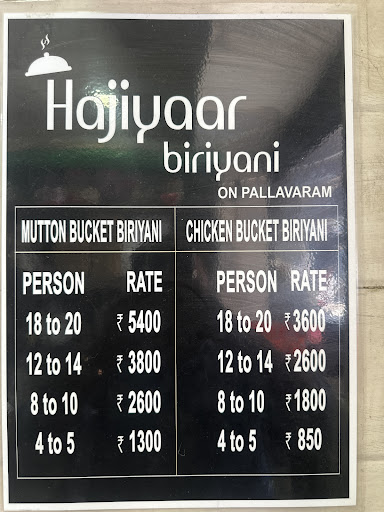 Hajiyaar
biriyani
ON PALLAVARAM
MUTTON BUCKET BIRIYANI CHICKEN BUCKET BIRIYANI
PERSON RATE PERSON RATE
18 to 20 ₹ 5400 18 to 20 ₹ 3600
12 to 14 ₹ 3800 12 to 14 ₹ 2600
8 to 10 ₹ 2600 8 to 10 ₹ 1800
4 to 5 ₹ 1300 4 to 5 ₹ 850